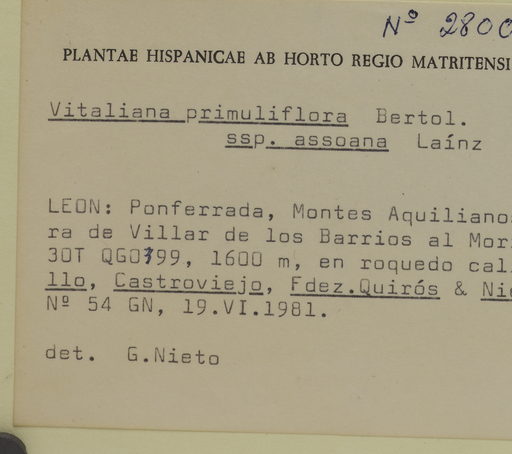 Nº 2800
PLANTAE HISPANICAE AB HORTO REGIO MATRITENSI
Vitaliana primuliflora Bertol.
ssp. assoana Laínz
LEON: Ponferrada, Montes Aquiliano
ra de Villar de los Barrios al Mor
30T QG0799, 1600 m, en roquedo cal
llo, Castroviejo, Fdez.Quirós & Nie
Nº 54 GN, 19.VI.1981.
det. G.Nieto